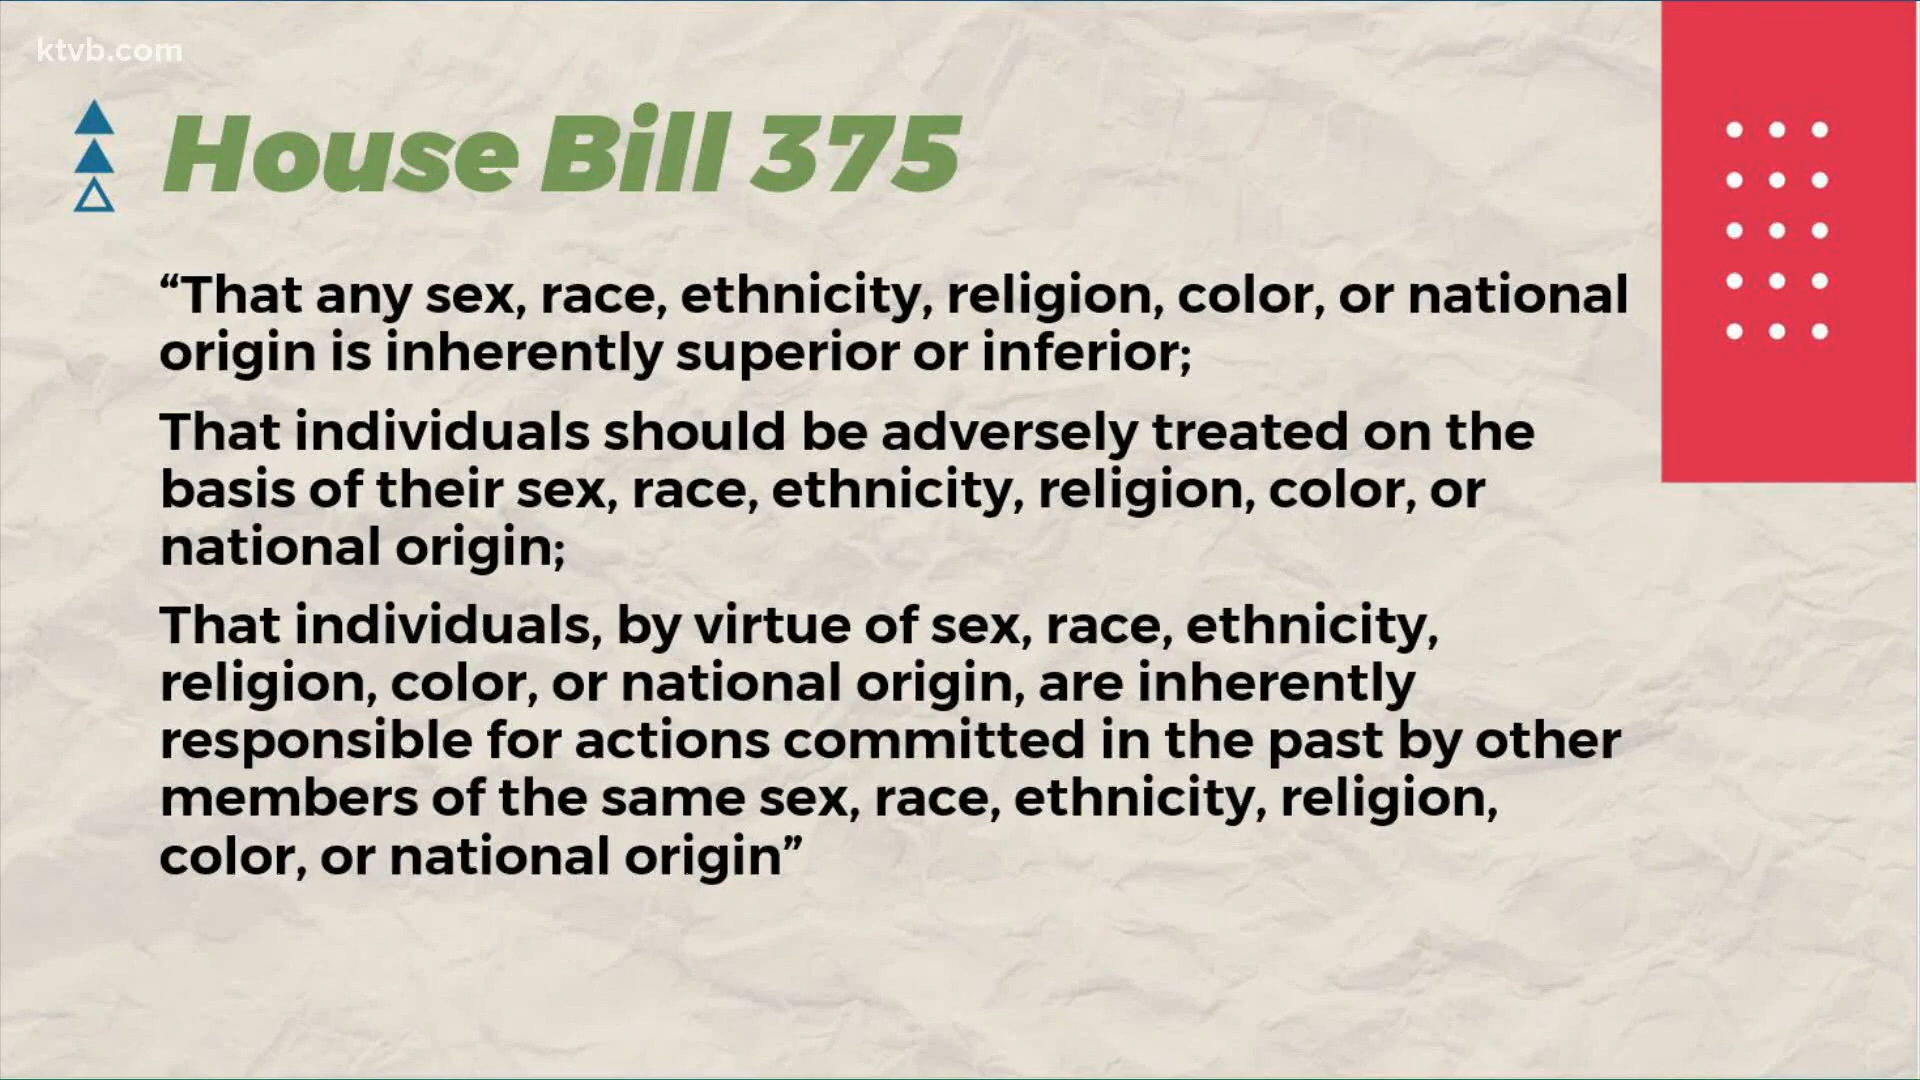 ktvb.com
House Bill 375
“That any sex, race, ethnicity, religion, color, or national
origin is inherently superior or inferior;
That individuals should be adversely treated on the
basis of their sex, race, ethnicity, religion, color, or
national origin;
That individuals, by virtue of sex, race, ethnicity,
religion, color, or national origin, are inherently
responsible for actions committed in the past by other
members of the same sex, race, ethnicity, religion,
color, or national origin”